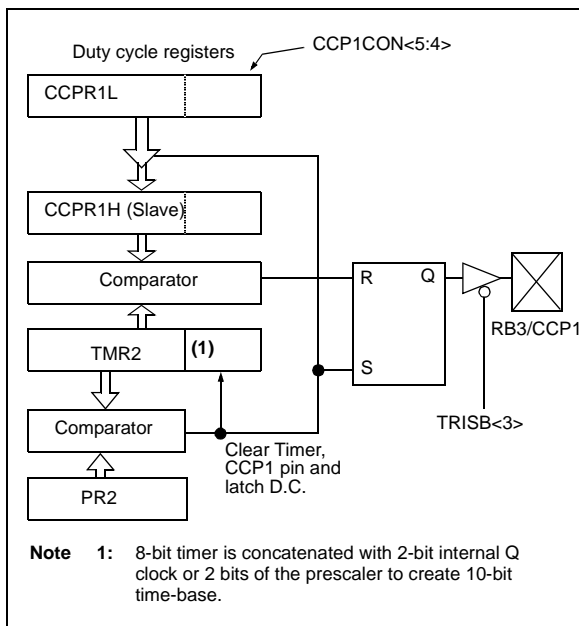 Duty cycle registers
CCP1CON<5:4>
CCPR1L
CCPR1H (Slave)
Comparator
R
Q
RB3/CCP1
TMR2
(1)
S
TRISB<3>
Comparator
Clear Timer,
CCP1 pin and
latch D.C.
PR2
Note 1: 8-bit timer is concatenated with 2-bit internal Q
clock or 2 bits of the prescaler to create 10-bit
time-base.